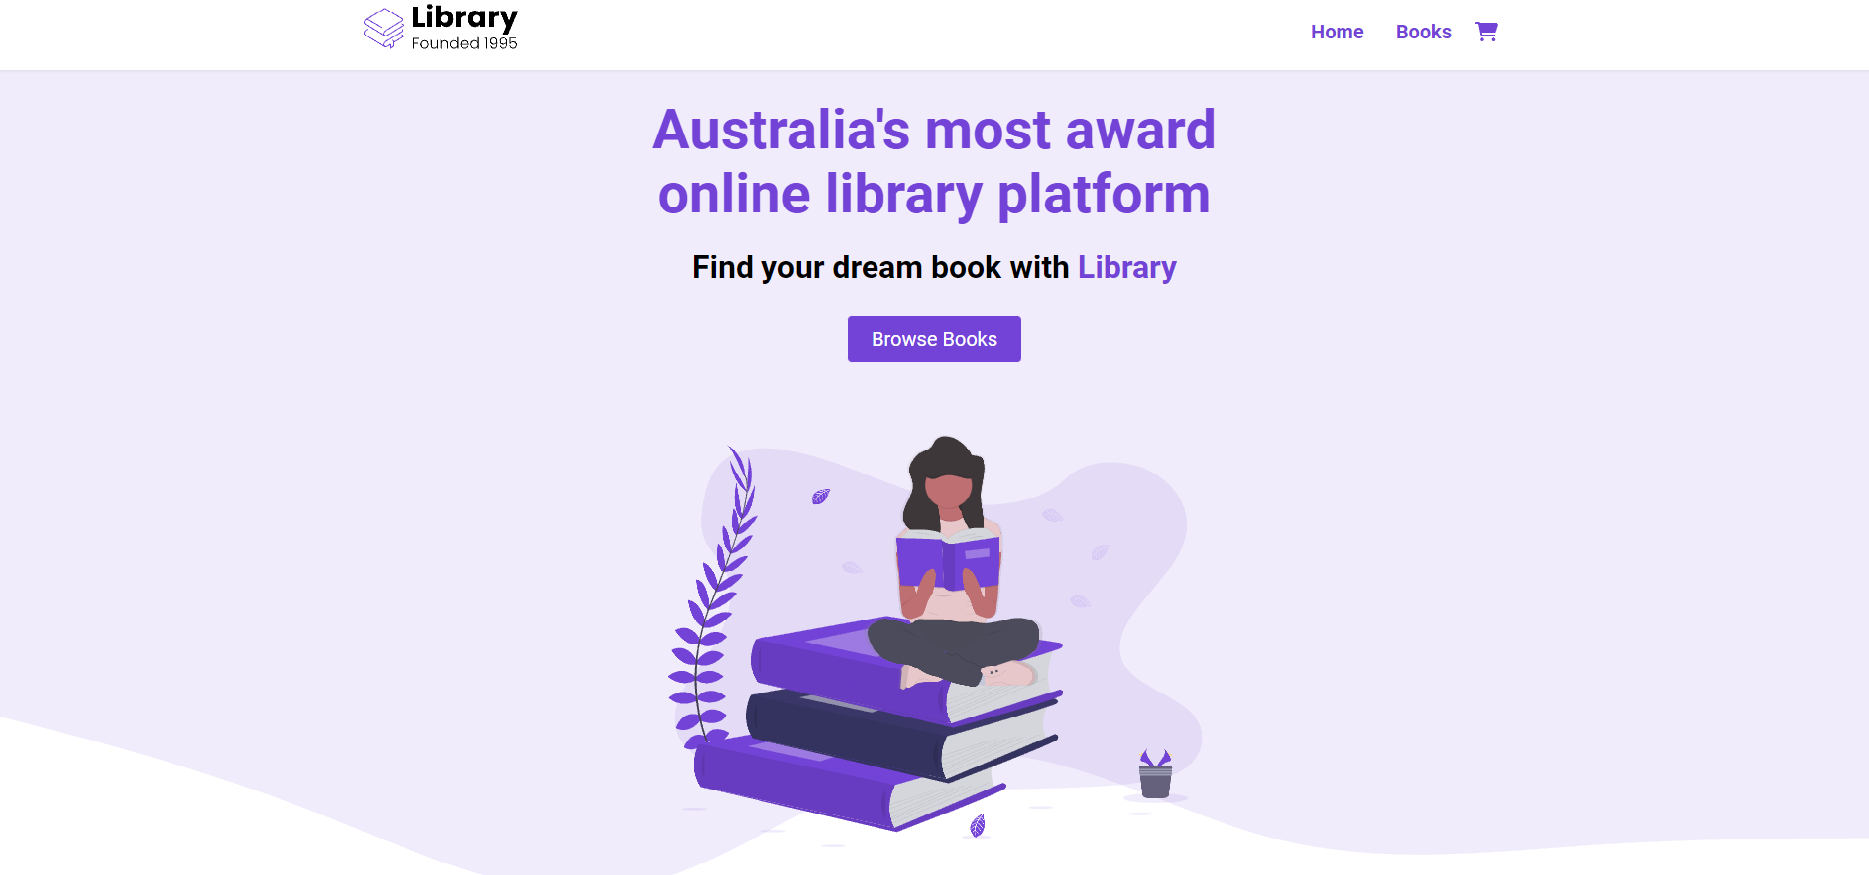 Library
Founded 1995
Home
Books
Australia's most award
online library platform
Find your dream book with Library
Browse Books